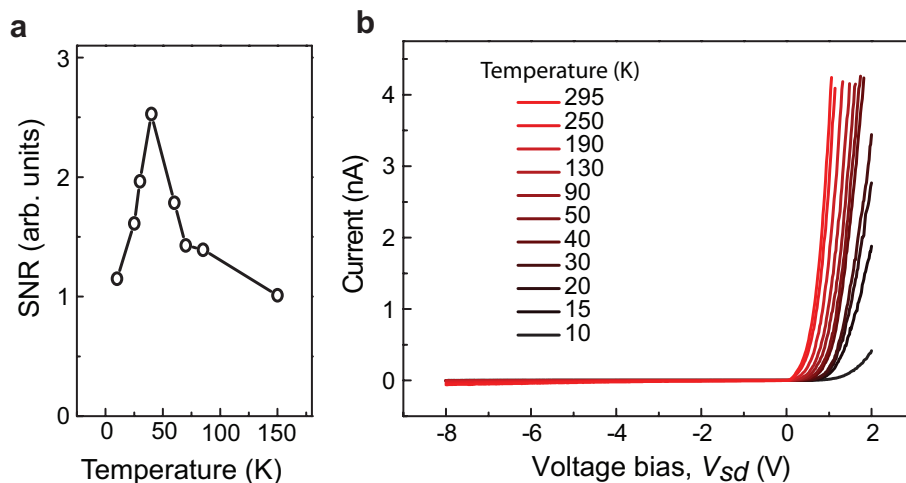 a
3
2
1
0
SNR (arb. units)
0 50 100 150
Temperature (K)
b
4
3
2
1
0
Current (nA)
Temperature (K)
295
250
190
130
90
50
40
30
20
15
10
-8 -6 -4 -2 0 2
Voltage bias, Vsd (V)